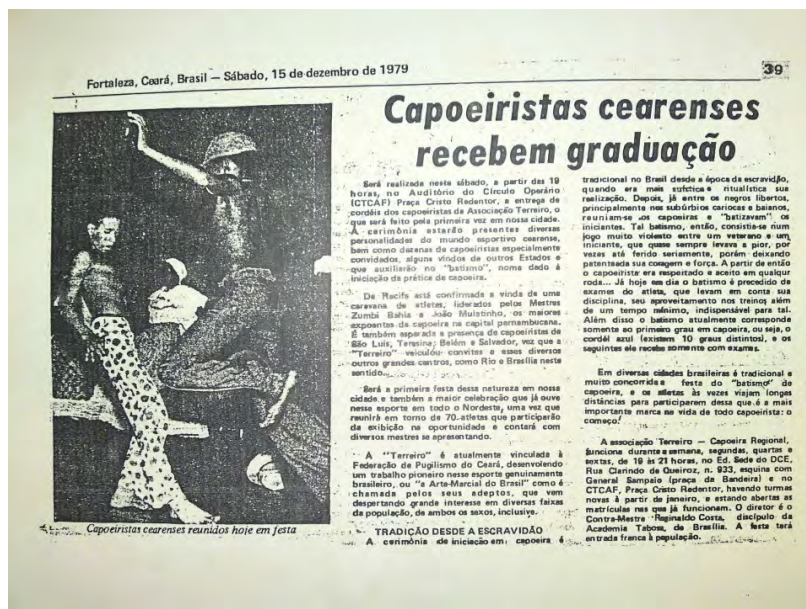 Fortaleza, Ceará, Brasil — Sábado, 15 de dezembro de 1979
39
Capoeiristas cearenses
recebem graduação
Será realizada neste sábado, a partir das 19
horas, no Auditório do Círculo Operário
(CTCAF) Praça Cristo Redentor, a entrega de
cordéis dos capoeiristas de Associação Terreiro, o
que será feito pela primeira vez em nossa cidade.
À cerimônia estarão presentes diversas
personalidades do mundo esportivo cearense,
bem como dezenas de capoeiristas especialmente
convidados, alguns vindos de outros Estados e
que auxiliarão no "batismo", nome dado à
iniciação da prática de capoeira.
De Recife está confirmada a vinda de uma
caravana de atletas, liderados pelos Mestres
Zumbi Bahia e João Mulatinho, os maiores
expoentes da capoeira na capital pernambucana.
É também esperada a presença de capoeiristas de
São Luís, Teresina, Belém e Salvador, vez que a
"Terreiro" veiculou convites a esses diversos
outros grandes centros, como Rio e Brasília neste
sentido.
Será a primeira festa dessa natureza em nossa
cidade e também a maior celebração que já ouve
nesse esporte em todo o Nordeste, uma vez que
reunirá em torno de 70 atletas que participarão
da exibição na oportunidade e contará com
diversos mestres se apresentando.
A "Terreiro" é atualmente vinculada à
Federação de Pugilismo do Ceará, desenvolvendo
um trabalho pioneiro nesse esporte genuinamente
brasileiro, ou "a Arte-Marcial do Brasil" como é
chamada pelos seus adeptos, que vem
despertando grande interesse em diversas faixas
da população, de ambos os saxos, inclusive.
TRADIÇÃO DESDE A ESCRAVIDÃO
A cerimônia de iniciação em capoeira é
tradicional no Brasil desde a época da escravidão,
quando era mais sutética e ritualística sua
realização. Depois, já entre os negros libertos,
principalmente nos subúrbios cariocas e baianos,
reuniam-se os capoeiras e "batizavam" os
iniciantes. Tal batismo, então, consistia-se num
jogo muito violento entre um veterano e um
iniciante, que quase sempre levava a pior, por
vezes até ferido seriamente, porém deixando
patenteada sua coragem e força. A partir de então
o capoeirista era respeitado e aceito em qualqur
roda... Já hoje em dia o batismo é precedido de
exames do atleta, que levam em conta sua
disciplina, seu aproveitamento nos treinos além
de um tempo mínimo, indispensável para tal.
Além disso o batismo atualmente corresponde
somente ao primeiro grau em capoeira, ou seja, o
cordél azul (existem 10 graus distintos), e os
seguintes ele recebe somente com exames.
Em diversas cidades brasileiras é tradicional e
muito concorrida a festa do "batismo" de
capoeira, e os atletas às vezes viajam longas
distâncias para participarem dessa que é a mais
importante marca na vida de todo capoeirista: o
começo!
A associação Terreiro — Capoeira Regional,
funciona durante a semana, segundas, quartas e
sextas, de 19 às 21 horas, no Ed. Sede do DCE,
Rua Clarindo de Queiroz, n. 933, esquina com
General Sampaio (praça da Bandeira) e no
CTCAF, Praça Cristo Redentor, havendo turmas
novas à partir de janeiro, e estando abertas as
matrículas nas que já funcionam. O diretor é o
Contra-Mestre Reginaldo Costa, discípulo da
Academia Tabosa, de Brasília. A festa terá
entrada franca à população.
Capoeiristas cearenses reunidos hoje em festa